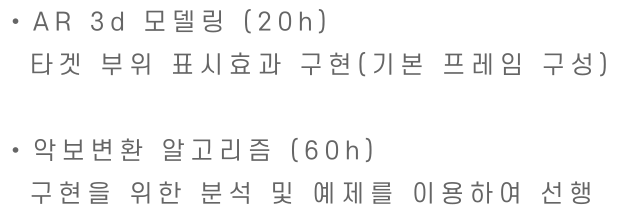 • AR 3d 모델링 (20h)
타겟 부위 표시효과 구현(기본 프레임 구성)
• 악보변환 알고리즘 (60h)
구현을 위한 분석 및 예제를 이용하여 선행